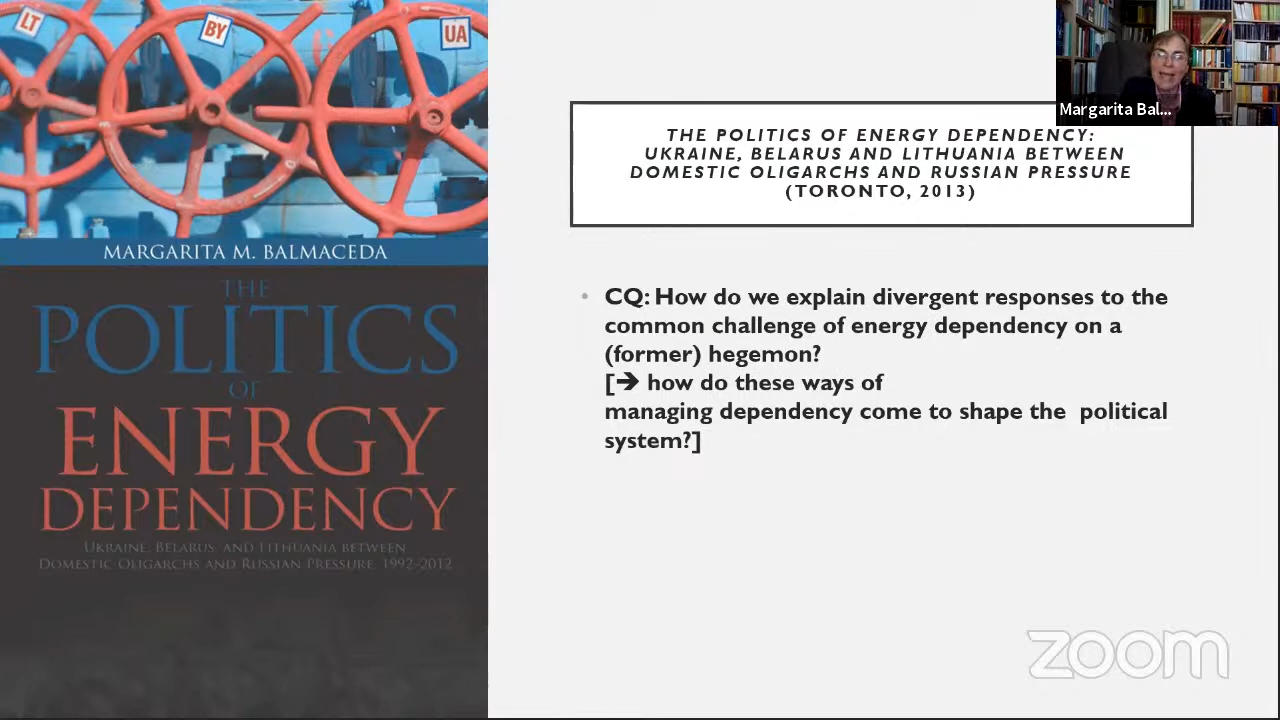 LT
BY
UA
MARGARITA M. BALMACEDA
THE
POLITICS
OF
ENERGY
DEPENDENCY
UKRAINE, BELARUS, AND LITHUANIA BETWEEN
DOMESTIC OLIGARCHS AND RUSSIAN PRESSURE, 1992–2012
Margarita Bal...
THE POLITICS OF ENERGY DEPENDENCY:
UKRAINE, BELARUS AND LITHUANIA BETWEEN
DOMESTIC OLIGARCHS AND RUSSIAN PRESSURE
(TORONTO, 2013)
• CQ: How do we explain divergent responses to the
common challenge of energy dependency on a
(former) hegemon?
[➔ how do these ways of
managing dependency come to shape the political
system?]
zoom